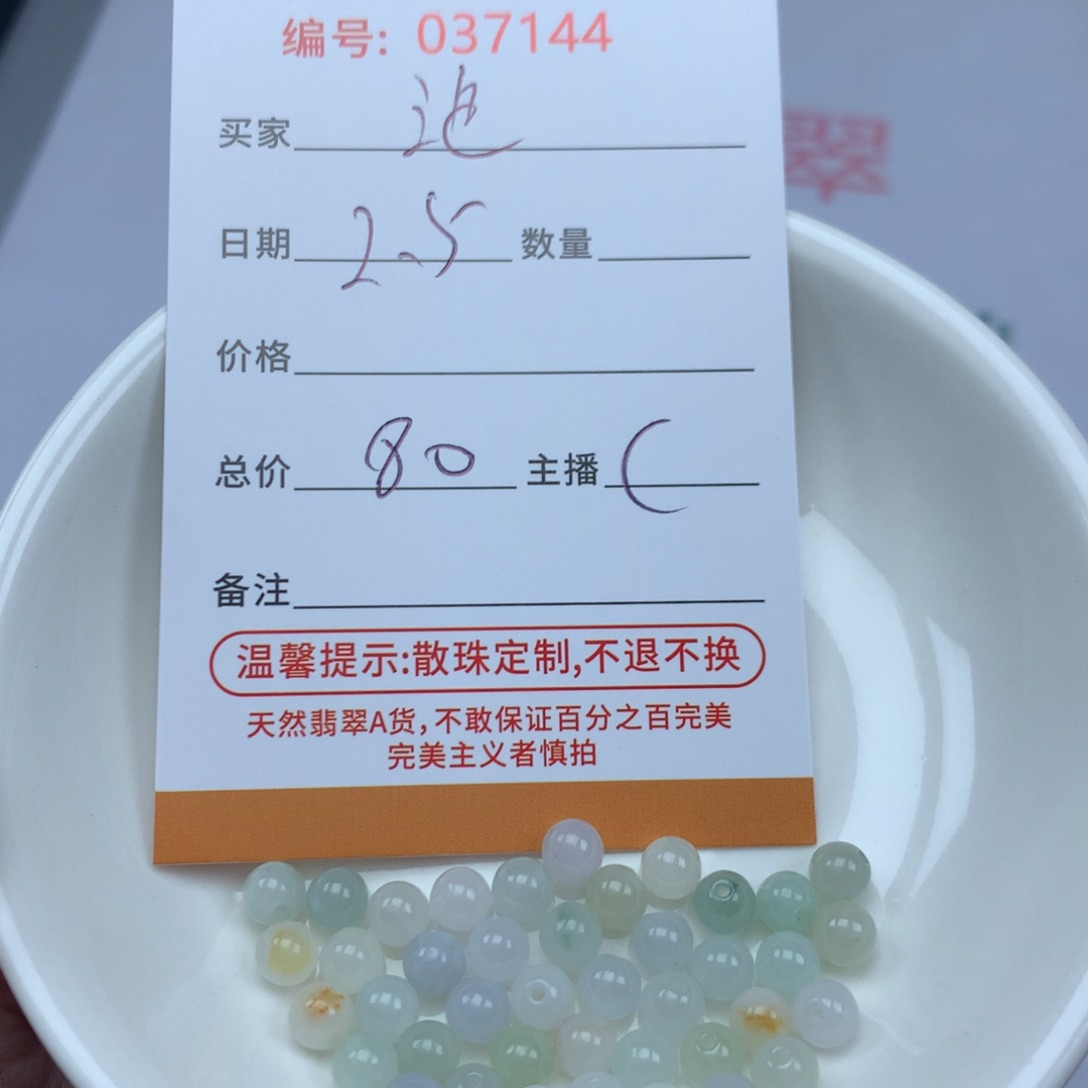 编号: 037144
翠
买家 池
日期 2.5 数量
价格
总价 80 主播 (
备注
温馨提示:散珠定制,不退不换
天然翡翠A货,不敢保证百分之百完美
完美主义者慎拍